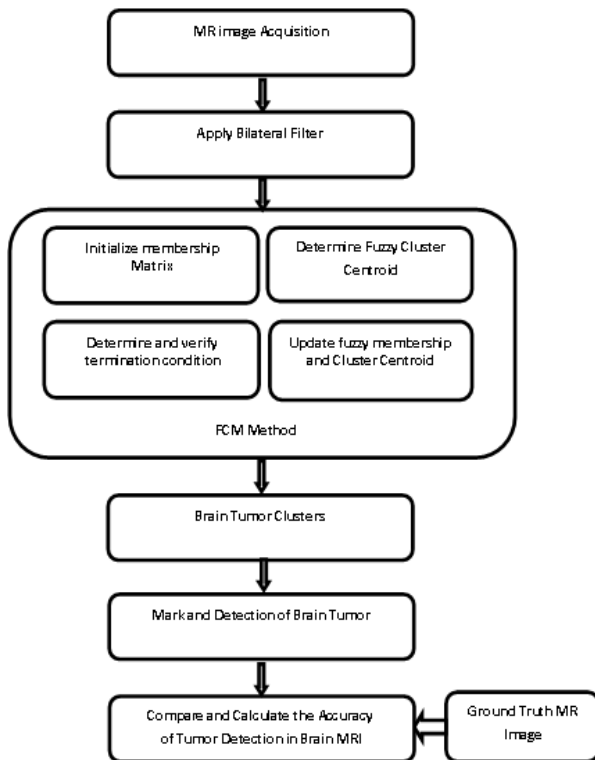 MR image Acquisition
Apply Bilateral Filter
Initialize membership
Matrix
Determine Fuzzy Cluster
Centroid
Determine and verify
termination condition
Update fuzzy membership
and Cluster Centroid
FCM Method
Brain Tumor Clusters
Mark and Detection of Brain Tumor
Compare and Calculate the Accuracy
of Tumor Detection in Brain MRI
Ground Truth MR
Image